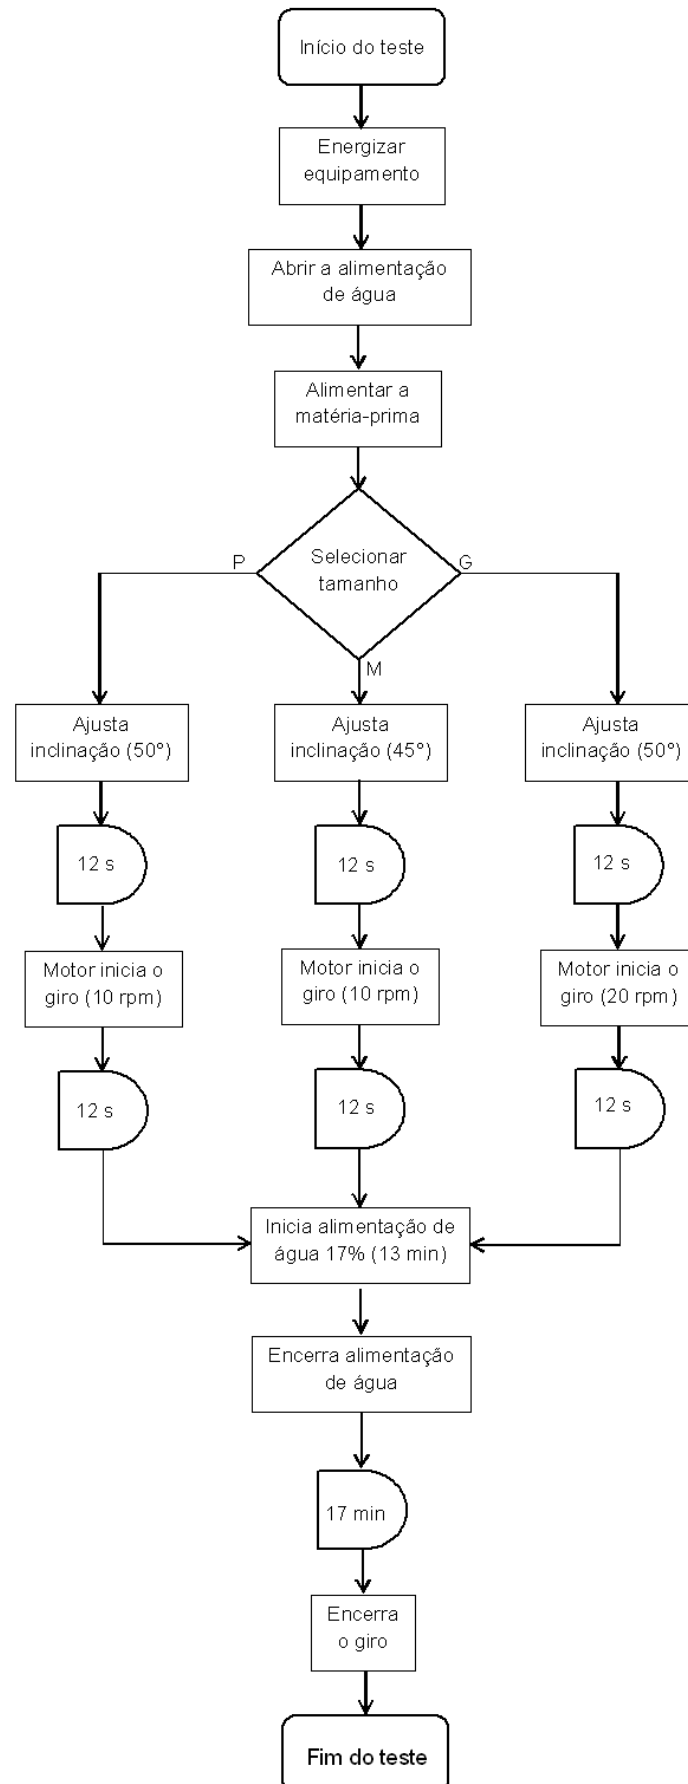 Início do teste
Energizar
equipamento
Abrir a alimentação
de água
Alimentar a
matéria-prima
Selecionar
tamanho
P
G
M
Ajusta
inclinação (50°)
Ajusta
inclinação (45°)
Ajusta
inclinação (50°)
12 s
12 s
12 s
Motor inicia o
giro (10 rpm)
Motor inicia o
giro (10 rpm)
Motor inicia o
giro (20 rpm)
12 s
12 s
12 s
Inicia alimentação de
água 17% (13 min)
Encerra alimentação
de água
17 min
Encerra
o giro
Fim do teste